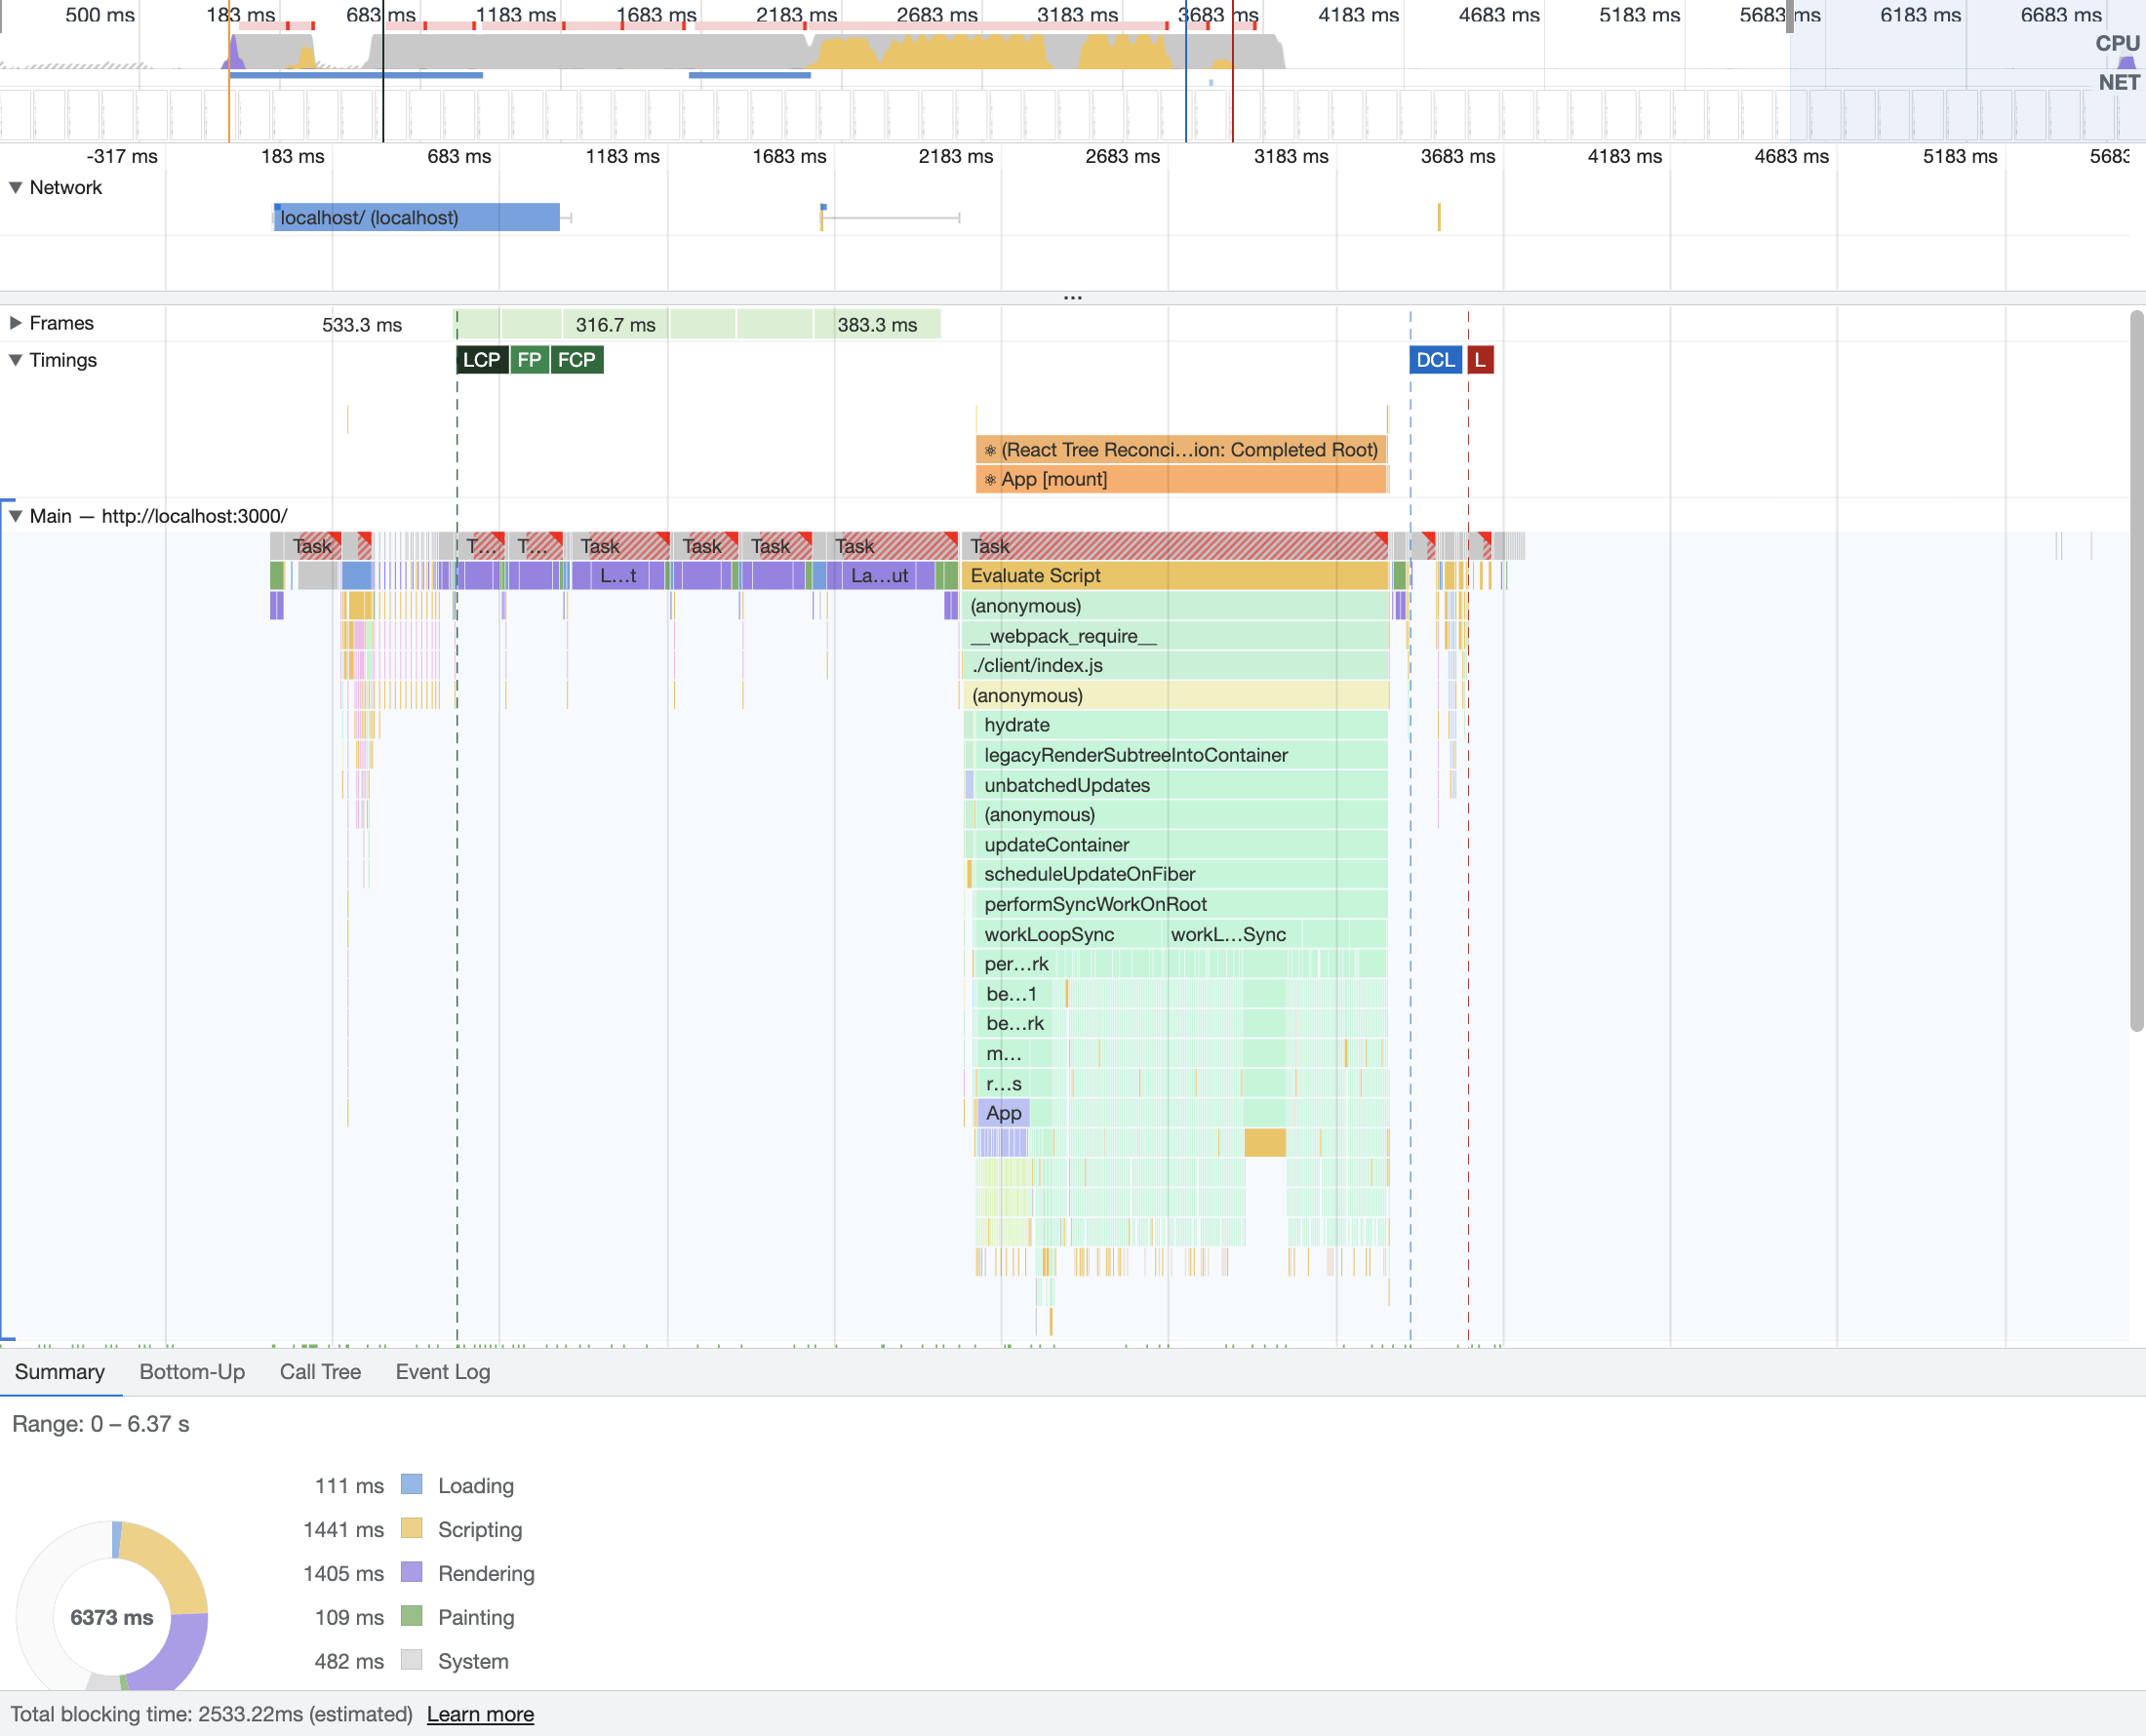 500 ms 183 ms 683 ms 1183 ms 1683 ms 2183 ms 2683 ms 3183 ms 3683 ms 4183 ms 4683 ms 5183 ms 5683 ms 6183 ms 6683 ms
CPU
NET
-317 ms 183 ms 683 ms 1183 ms 1683 ms 2183 ms 2683 ms 3183 ms 3683 ms 4183 ms 4683 ms 5183 ms 5683
Network
localhost/ (localhost)
...
Frames 533.3 ms 316.7 ms 383.3 ms
Timings LCP FP FCP DCL L
⚛ (React Tree Reconci…ion: Completed Root)
⚛ App [mount]
Main — http://localhost:3000/
Task T… T… Task Task Task Task Task
L…t La…ut Evaluate Script
(anonymous)
__webpack_require__
./client/index.js
(anonymous)
hydrate
legacyRenderSubtreeIntoContainer
unbatchedUpdates
(anonymous)
updateContainer
scheduleUpdateOnFiber
performSyncWorkOnRoot
workLoopSync workL…Sync
per…rk
be…1
be…rk
m…
r…s
App
Summary Bottom-Up Call Tree Event Log
Range: 0 – 6.37 s
111 ms Loading
1441 ms Scripting
1405 ms Rendering
109 ms Painting
482 ms System
6373 ms
Total blocking time: 2533.22ms (estimated) Learn more